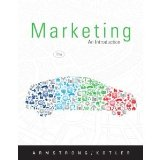 Marketing
An Introduction
ARMSTRONG/KOTLER